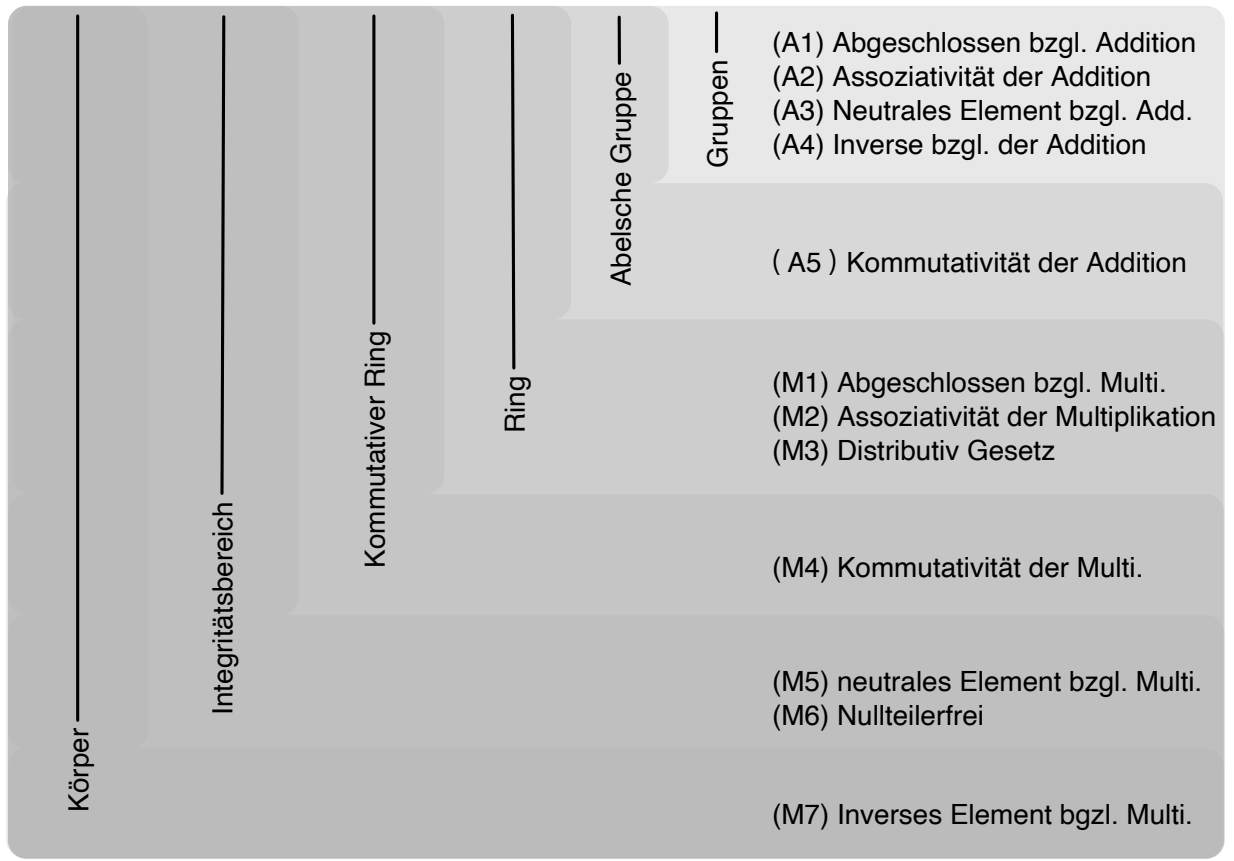 (A1) Abgeschlossen bzgl. Addition
(A2) Assoziativität der Addition
(A3) Neutrales Element bzgl. Add.
(A4) Inverse bzgl. der Addition
Gruppen
( A5 ) Kommutativität der Addition
Abelsche Gruppe
(M1) Abgeschlossen bzgl. Multi.
(M2) Assoziativität der Multiplikation
(M3) Distributiv Gesetz
Ring
(M4) Kommutativität der Multi.
Kommutativer Ring
(M5) neutrales Element bzgl. Multi.
(M6) Nullteilerfrei
Integritätsbereich
(M7) Inverses Element bgzl. Multi.
Körper